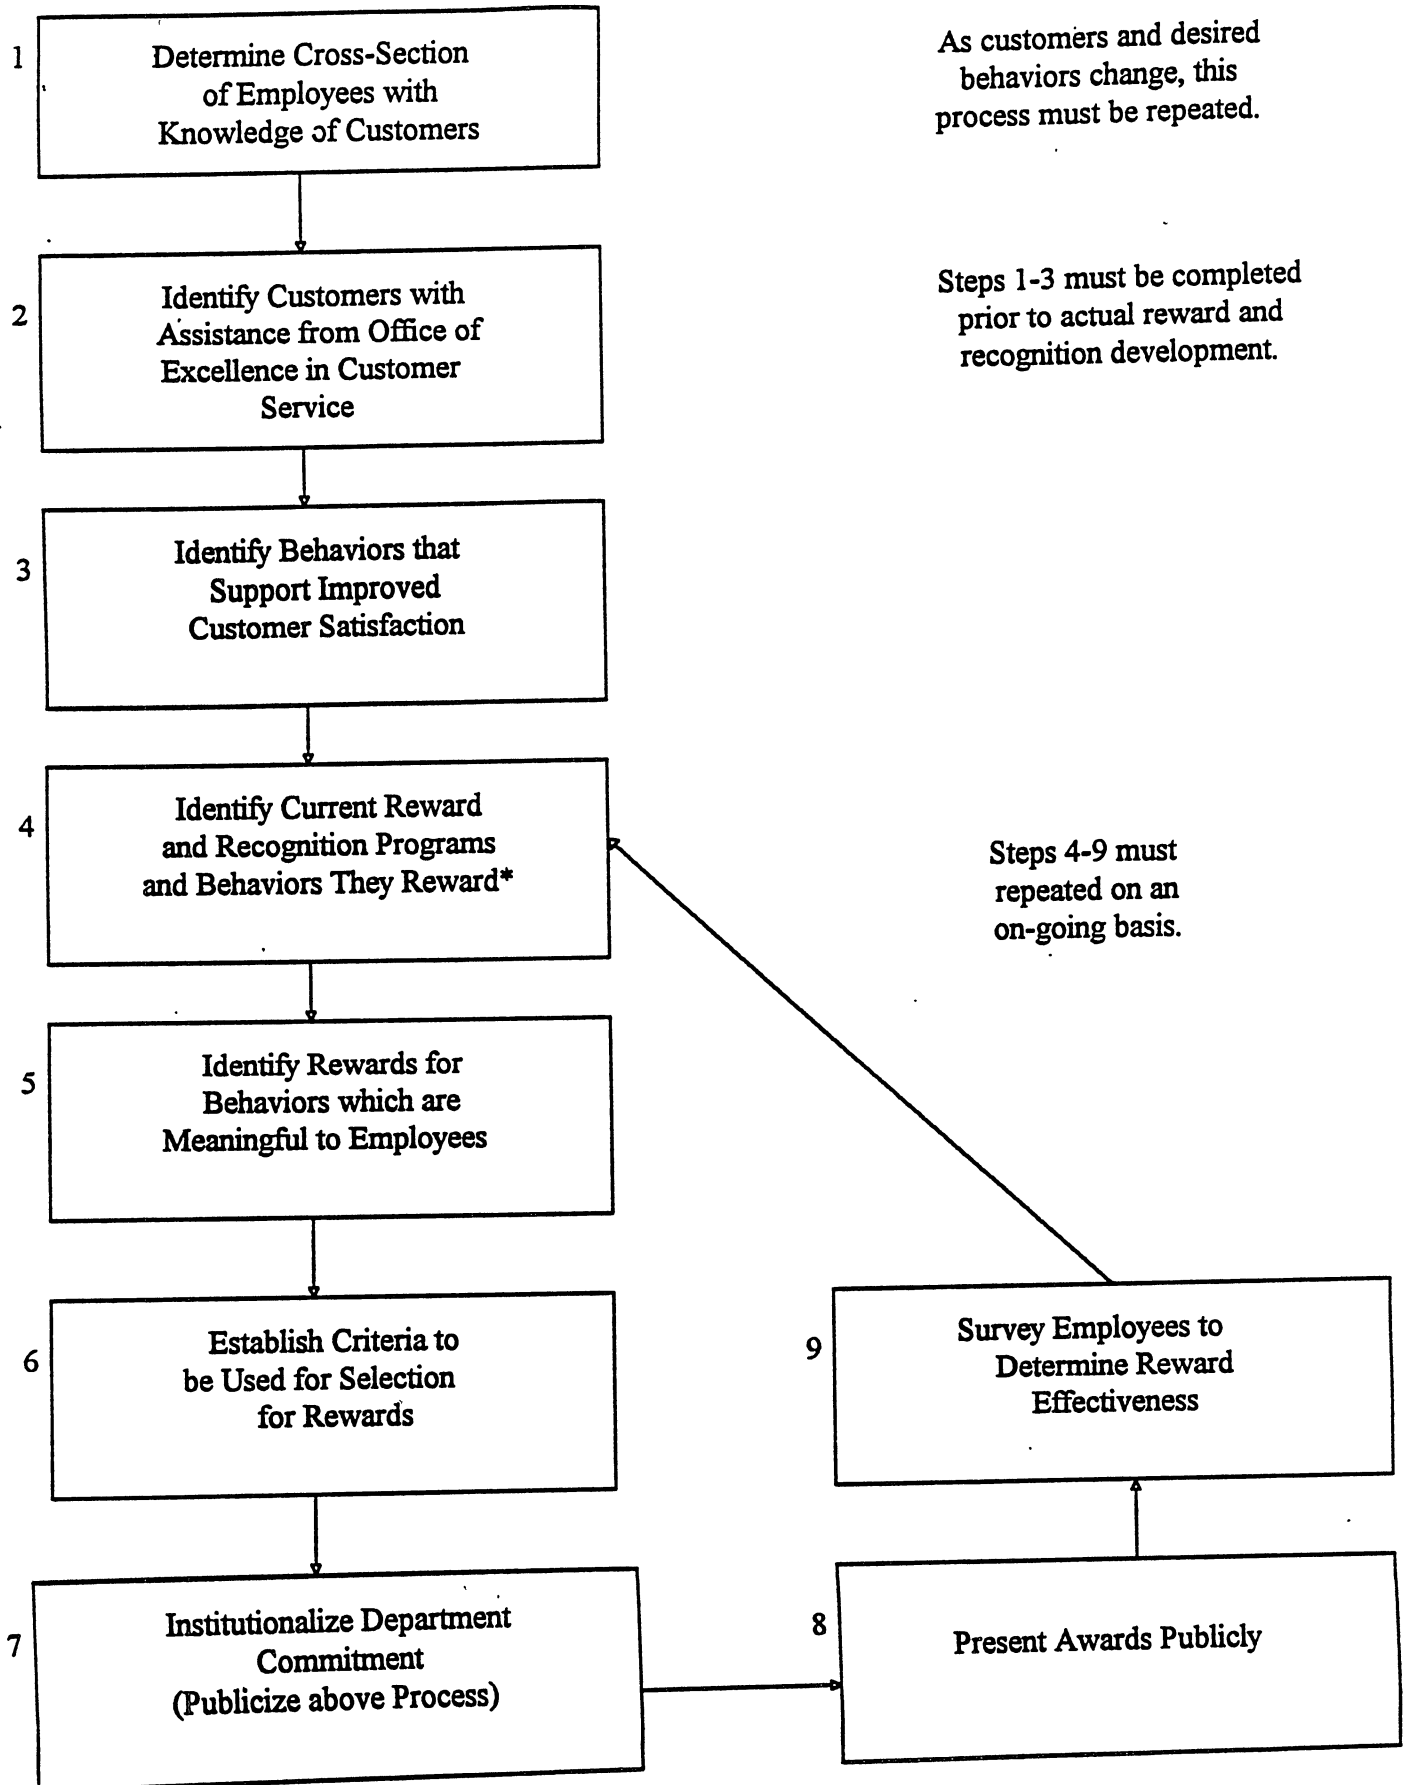 1
Determine Cross-Section
of Employees with
Knowledge of Customers
As customers and desired
behaviors change, this
process must be repeated.
2
Identify Customers with
Assistance from Office of
Excellence in Customer
Service
Steps 1-3 must be completed
prior to actual reward and
recognition development.
3
Identify Behaviors that
Support Improved
Customer Satisfaction
4
Identify Current Reward
and Recognition Programs
and Behaviors They Reward*
Steps 4-9 must
repeated on an
on-going basis.
5
Identify Rewards for
Behaviors which are
Meaningful to Employees
6
Establish Criteria to
be Used for Selection
for Rewards
9
Survey Employees to
Determine Reward
Effectiveness
7
Institutionalize Department
Commitment
(Publicize above Process)
8
Present Awards Publicly